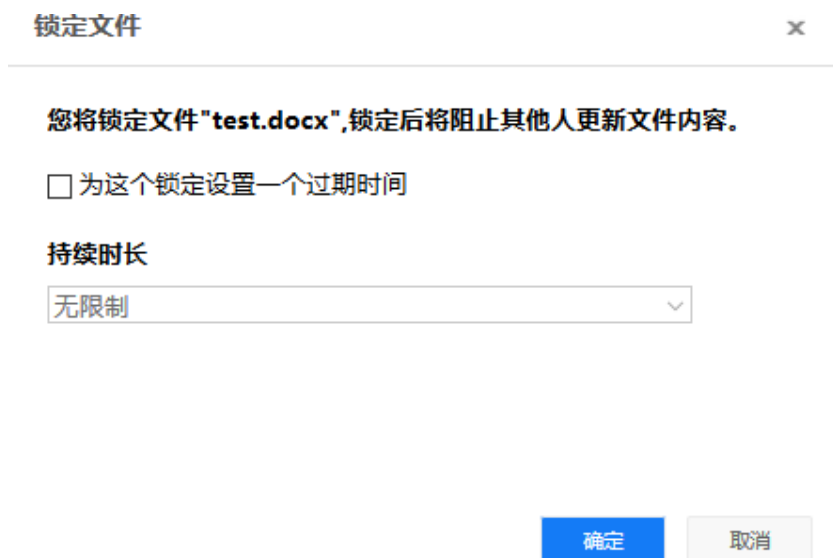 锁定文件
您将锁定文件"test.docx",锁定后将阻止其他人更新文件内容。
为这个锁定设置一个过期时间
持续时长
无限制
确定 取消